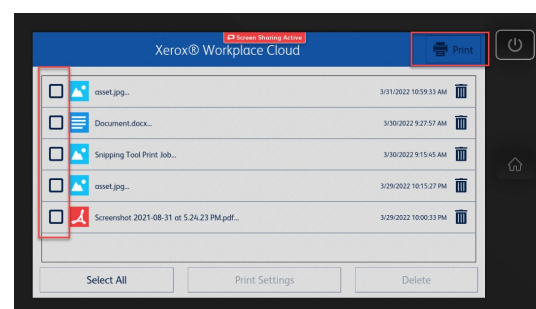 Screen Sharing Active
Xerox® Workplace Cloud
Print
asset.jpg...
3/31/2022 10:59:33 AM
Document.docx...
3/30/2022 9:27:57 AM
Snipping Tool Print Job...
3/30/2022 9:15:45 AM
asset.jpg...
3/29/2022 10:15:27 PM
Screenshot 2021-08-31 at 5.24.23 PM.pdf...
3/29/2022 10:00:33 PM
Select All
Print Settings
Delete